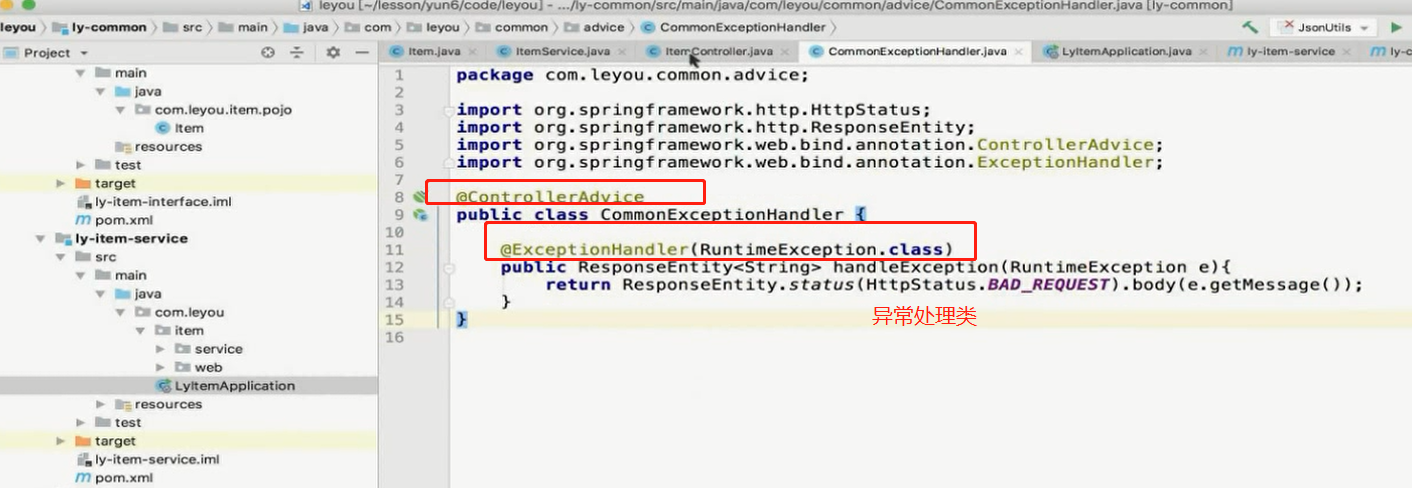 leyou [~/lesson/yun6/code/leyou] - .../ly-common/src/main/java/com/leyou/common/advice/CommonExceptionHandler.java [ly-common]
leyou ly-common src main java com leyou common advice CommonExceptionHandler JsonUtils
Project
Item.java ItemService.java ItemController.java CommonExceptionHandler.java LyItemApplication.java ly-item-service ly-c
main
java
com.leyou.item.pojo
Item
resources
test
target
ly-item-interface.iml
pom.xml
ly-item-service
src
main
java
com.leyou
item
service
web
LyItemApplication
resources
test
target
ly-item-service.iml
pom.xml
1 package com.leyou.common.advice;
2
3 import org.springframework.http.HttpStatus;
4 import org.springframework.http.ResponseEntity;
5 import org.springframework.web.bind.annotation.ControllerAdvice;
6 import org.springframework.web.bind.annotation.ExceptionHandler;
7
8 @ControllerAdvice
9 public class CommonExceptionHandler {
10
11 @ExceptionHandler(RuntimeException.class)
12 public ResponseEntity<String> handleException(RuntimeException e){
13 return ResponseEntity.status(HttpStatus.BAD_REQUEST).body(e.getMessage());
14 }
15 }
16
异常处理类